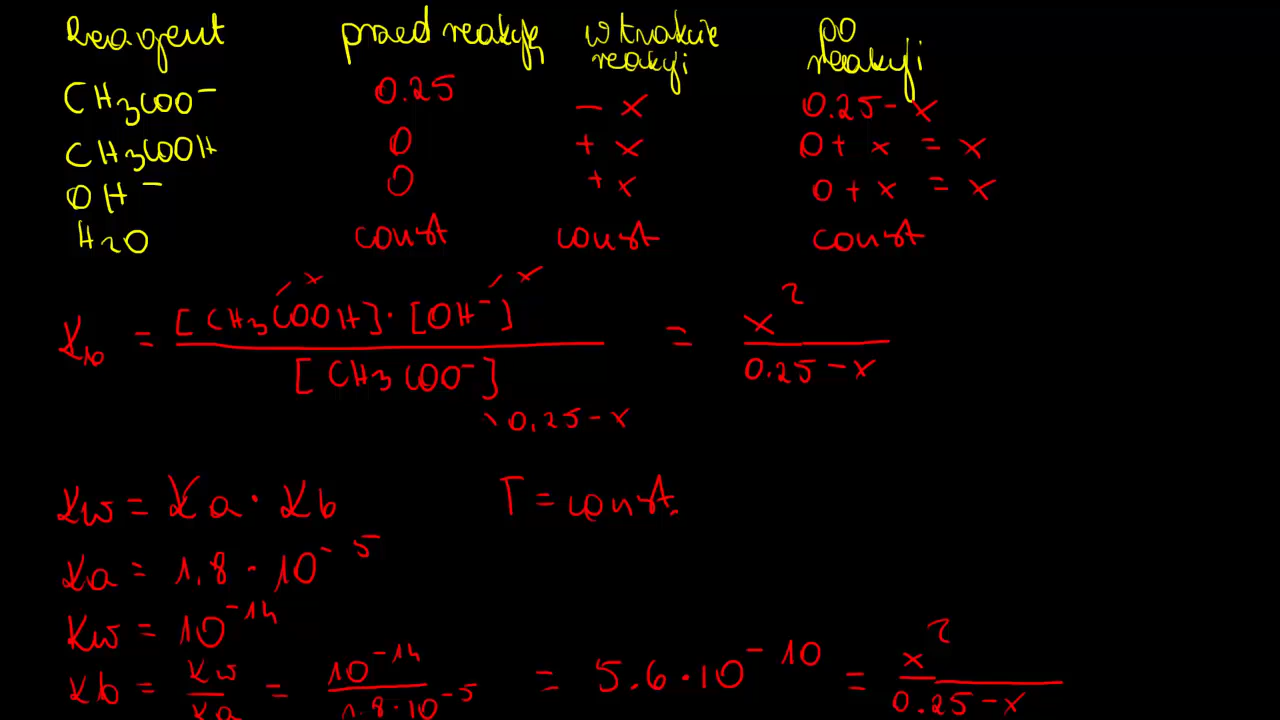 Reagent przed reakcją w trakcie reakcji po reakcji
CH3COO⁻ 0.25 - x 0.25 - x
CH3COOH 0 + x 0 + x = x
OH⁻ 0 + x 0 + x = x
H2O const const const
x x
Kb = [CH3COOH]·[OH⁻] / [CH3COO⁻] = x² / 0.25 - x
0.25 - x
Kw = Ka · Kb T = const.
Ka = 1.8 · 10⁻⁵
Kw = 10⁻¹⁴
Kb = Kw / Ka = 10⁻¹⁴ / 1.8 · 10⁻⁵ = 5.6 · 10⁻¹⁰ = x² / 0.25 - x